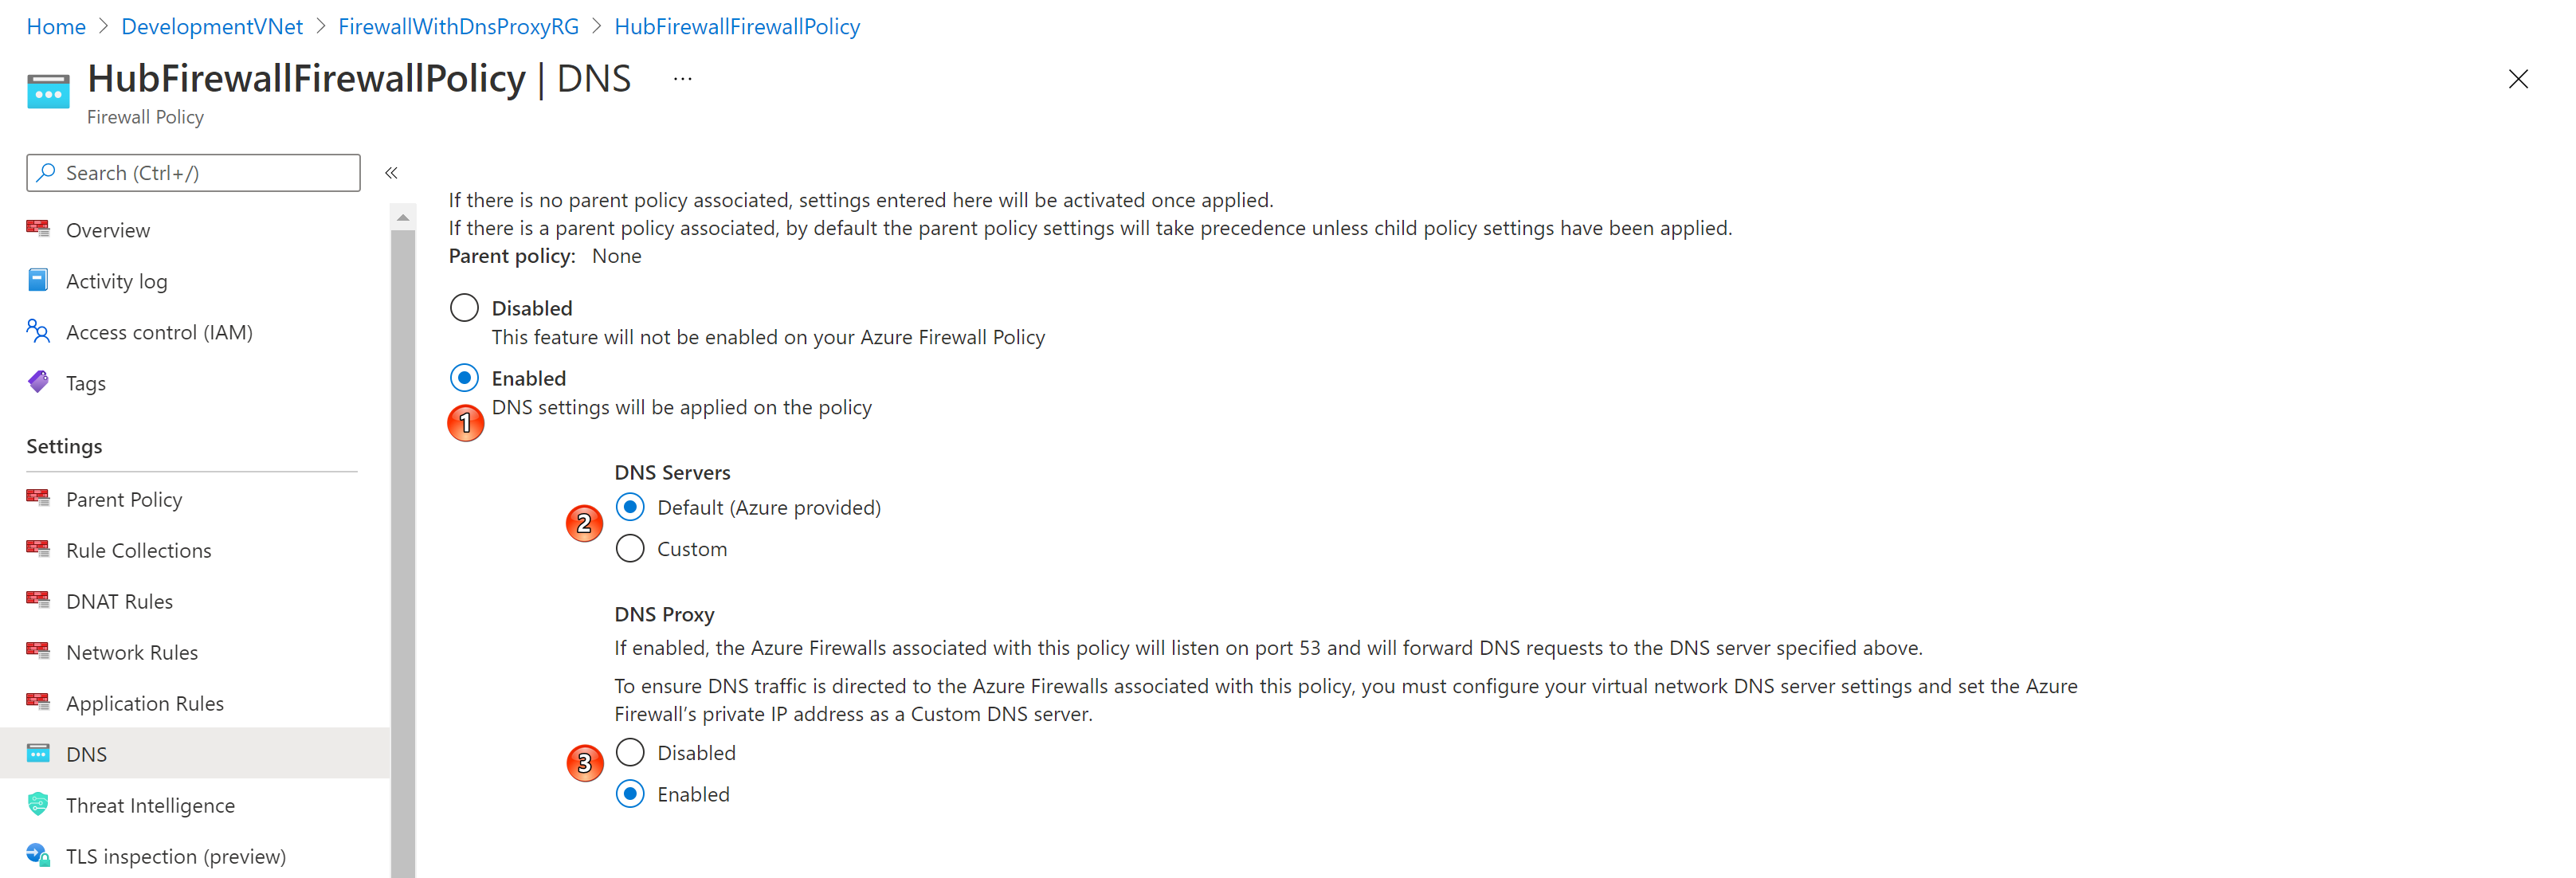 Home > DevelopmentVNet > FirewallWithDnsProxyRG > HubFirewallFirewallPolicy
HubFirewallFirewallPolicy | DNS ...
Firewall Policy
Search (Ctrl+/) «
Overview
Activity log
Access control (IAM)
Tags
Settings
Parent Policy
Rule Collections
DNAT Rules
Network Rules
Application Rules
DNS
Threat Intelligence
TLS inspection (preview)
If there is no parent policy associated, settings entered here will be activated once applied.
If there is a parent policy associated, by default the parent policy settings will take precedence unless child policy settings have been applied.
Parent policy: None
Disabled
This feature will not be enabled on your Azure Firewall Policy
Enabled
DNS settings will be applied on the policy
1
DNS Servers
Default (Azure provided)
2
Custom
DNS Proxy
If enabled, the Azure Firewalls associated with this policy will listen on port 53 and will forward DNS requests to the DNS server specified above.
To ensure DNS traffic is directed to the Azure Firewalls associated with this policy, you must configure your virtual network DNS server settings and set the Azure
Firewall’s private IP address as a Custom DNS server.
Disabled
3
Enabled